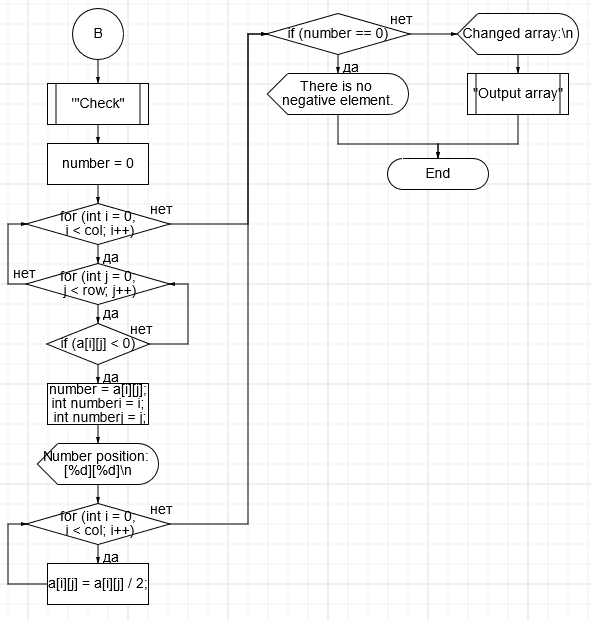 B
"'Check"
number = 0
for (int i = 0,
i < col; i++)
нет
да
for (int j = 0,
j < row; j++)
нет
да
if (a[i][j] < 0)
нет
да
number = a[i][j];
int numberi = i;
int numberj = j;
Number position:
[%d][%d]\n
for (int i = 0,
i < col; i++)
нет
да
a[i][j] = a[i][j] / 2;
if (number == 0)
нет
да
There is no
negative element.
Changed array:\n
"Output array"
End